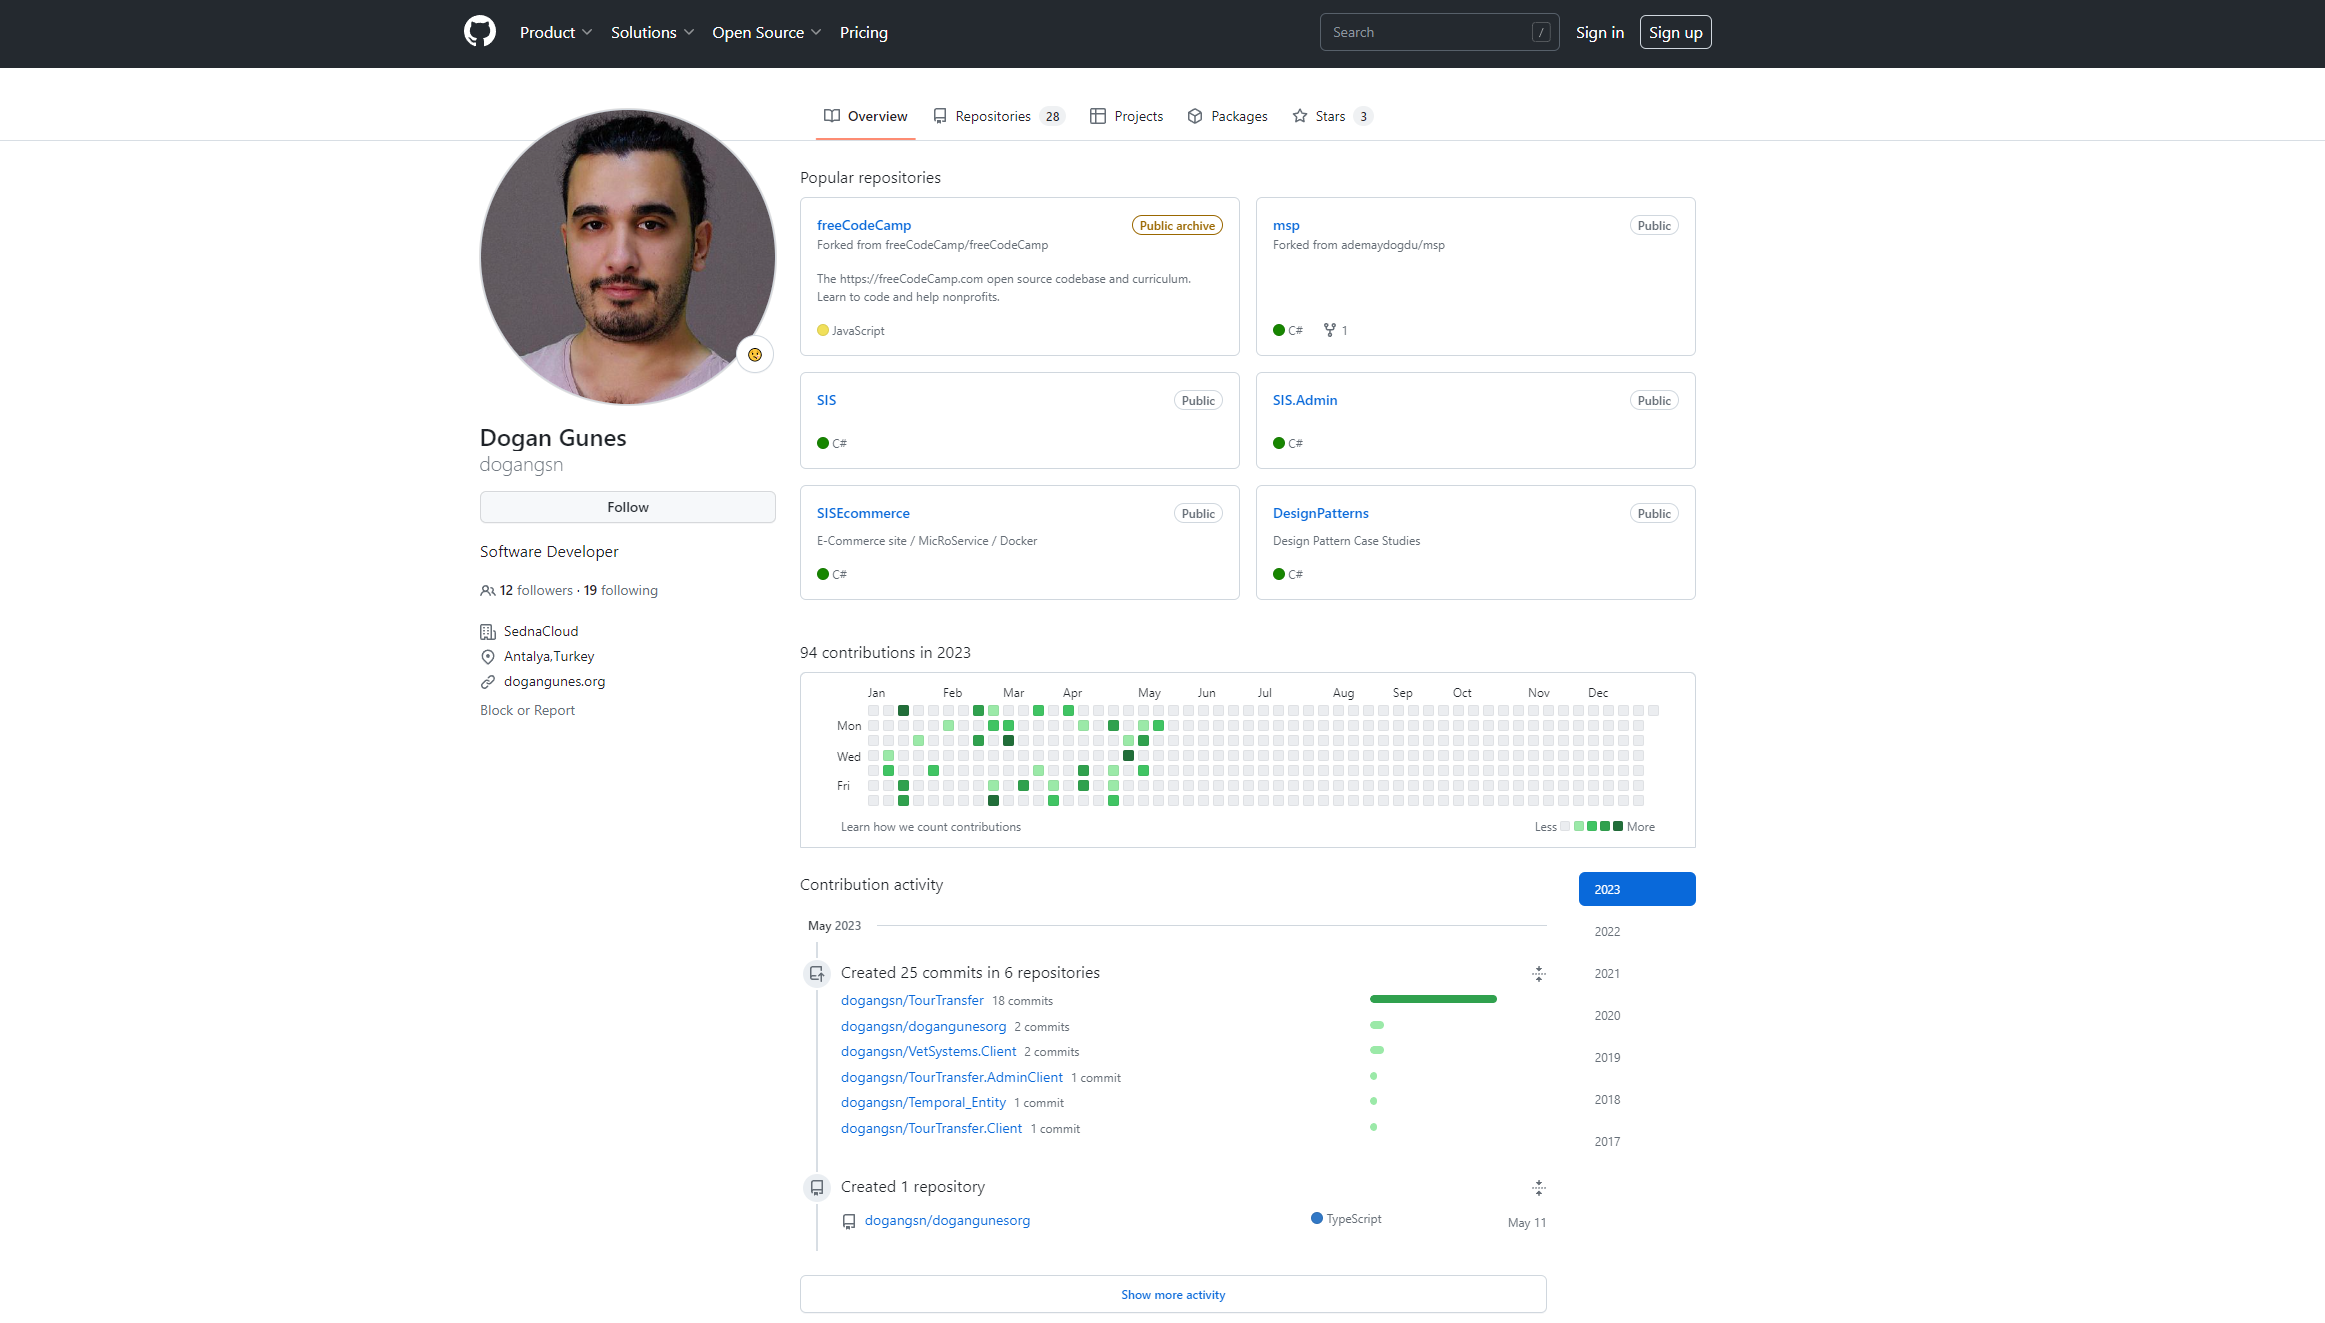 Product Solutions Open Source Pricing Search / Sign in Sign up
Overview Repositories 28 Projects Packages Stars 3
Dogan Gunes
dogangsn
Follow
Software Developer
12 followers · 19 following
SednaCloud
Antalya,Turkey
dogangunes.org
Block or Report
Popular repositories
freeCodeCamp Public archive
Forked from freeCodeCamp/freeCodeCamp
The https://freeCodeCamp.com open source codebase and curriculum.
Learn to code and help nonprofits.
JavaScript
msp Public
Forked from ademaydogdu/msp
C# 1
SIS Public
C#
SIS.Admin Public
C#
SISEcommerce Public
E-Commerce site / MicRoService / Docker
C#
DesignPatterns Public
Design Pattern Case Studies
C#
94 contributions in 2023
Jan Feb Mar Apr May Jun Jul Aug Sep Oct Nov Dec
Mon
Wed
Fri
Learn how we count contributions Less More
Contribution activity
May 2023
Created 25 commits in 6 repositories
dogangsn/TourTransfer 18 commits
dogangsn/dogangunesorg 2 commits
dogangsn/VetSystems.Client 2 commits
dogangsn/TourTransfer.AdminClient 1 commit
dogangsn/Temporal_Entity 1 commit
dogangsn/TourTransfer.Client 1 commit
Created 1 repository
dogangsn/dogangunesorg TypeScript May 11
Show more activity
2023
2022
2021
2020
2019
2018
2017